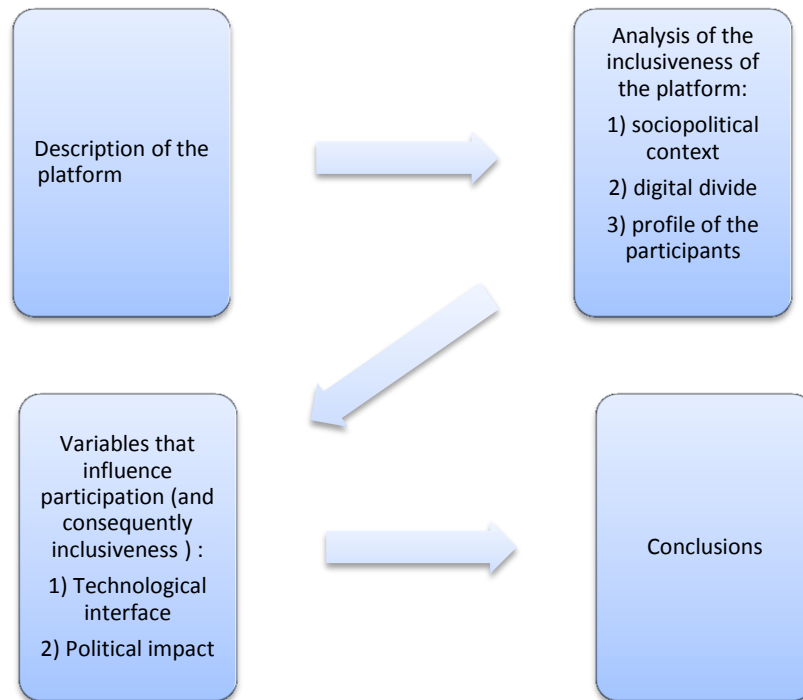 Description of the
platform
Analysis of the
inclusiveness of
the platform:
1) sociopolitical
context
2) digital divide
3) profile of the
participants
Variables that
influence
participation (and
consequently
inclusiveness ) :
1) Technological
interface
2) Political impact
Conclusions